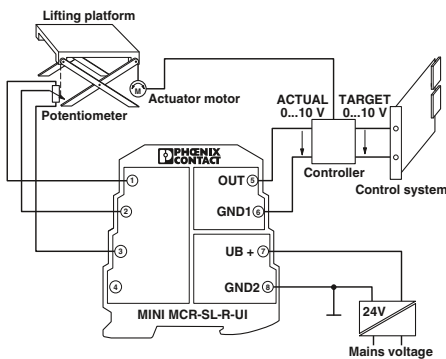 Lifting platform
M
Actuator motor
Potentiometer
ACTUAL
0...10 V
TARGET
0...10 V
Controller
Control system
PHŒNIX
CONTACT
1
OUT 5
2
GND1 6
3
UB + 7
4
GND2 8
MINI MCR-SL-R-UI
24V
Mains voltage